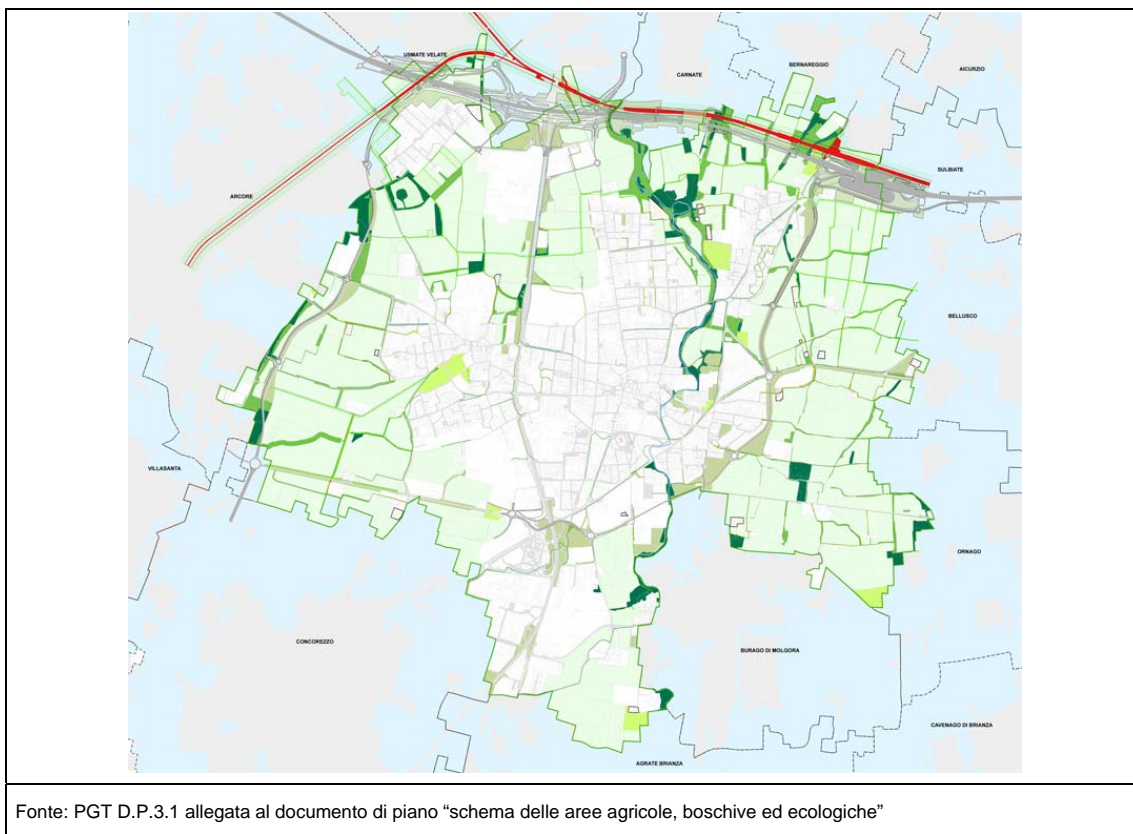 USMATE VELATE
CARNATE
BERNAREGGIO
AICURZIO
SULBIATE
ARCORE
BELLUSCO
VILLASANTA
ORNAGO
CONCOREZZO
BURAGO DI MOLGORA
CAVENAGO DI BRIANZA
AGRATE BRIANZA
Fonte: PGT D.P.3.1 allegata al documento di piano “schema delle aree agricole, boschive ed ecologiche”